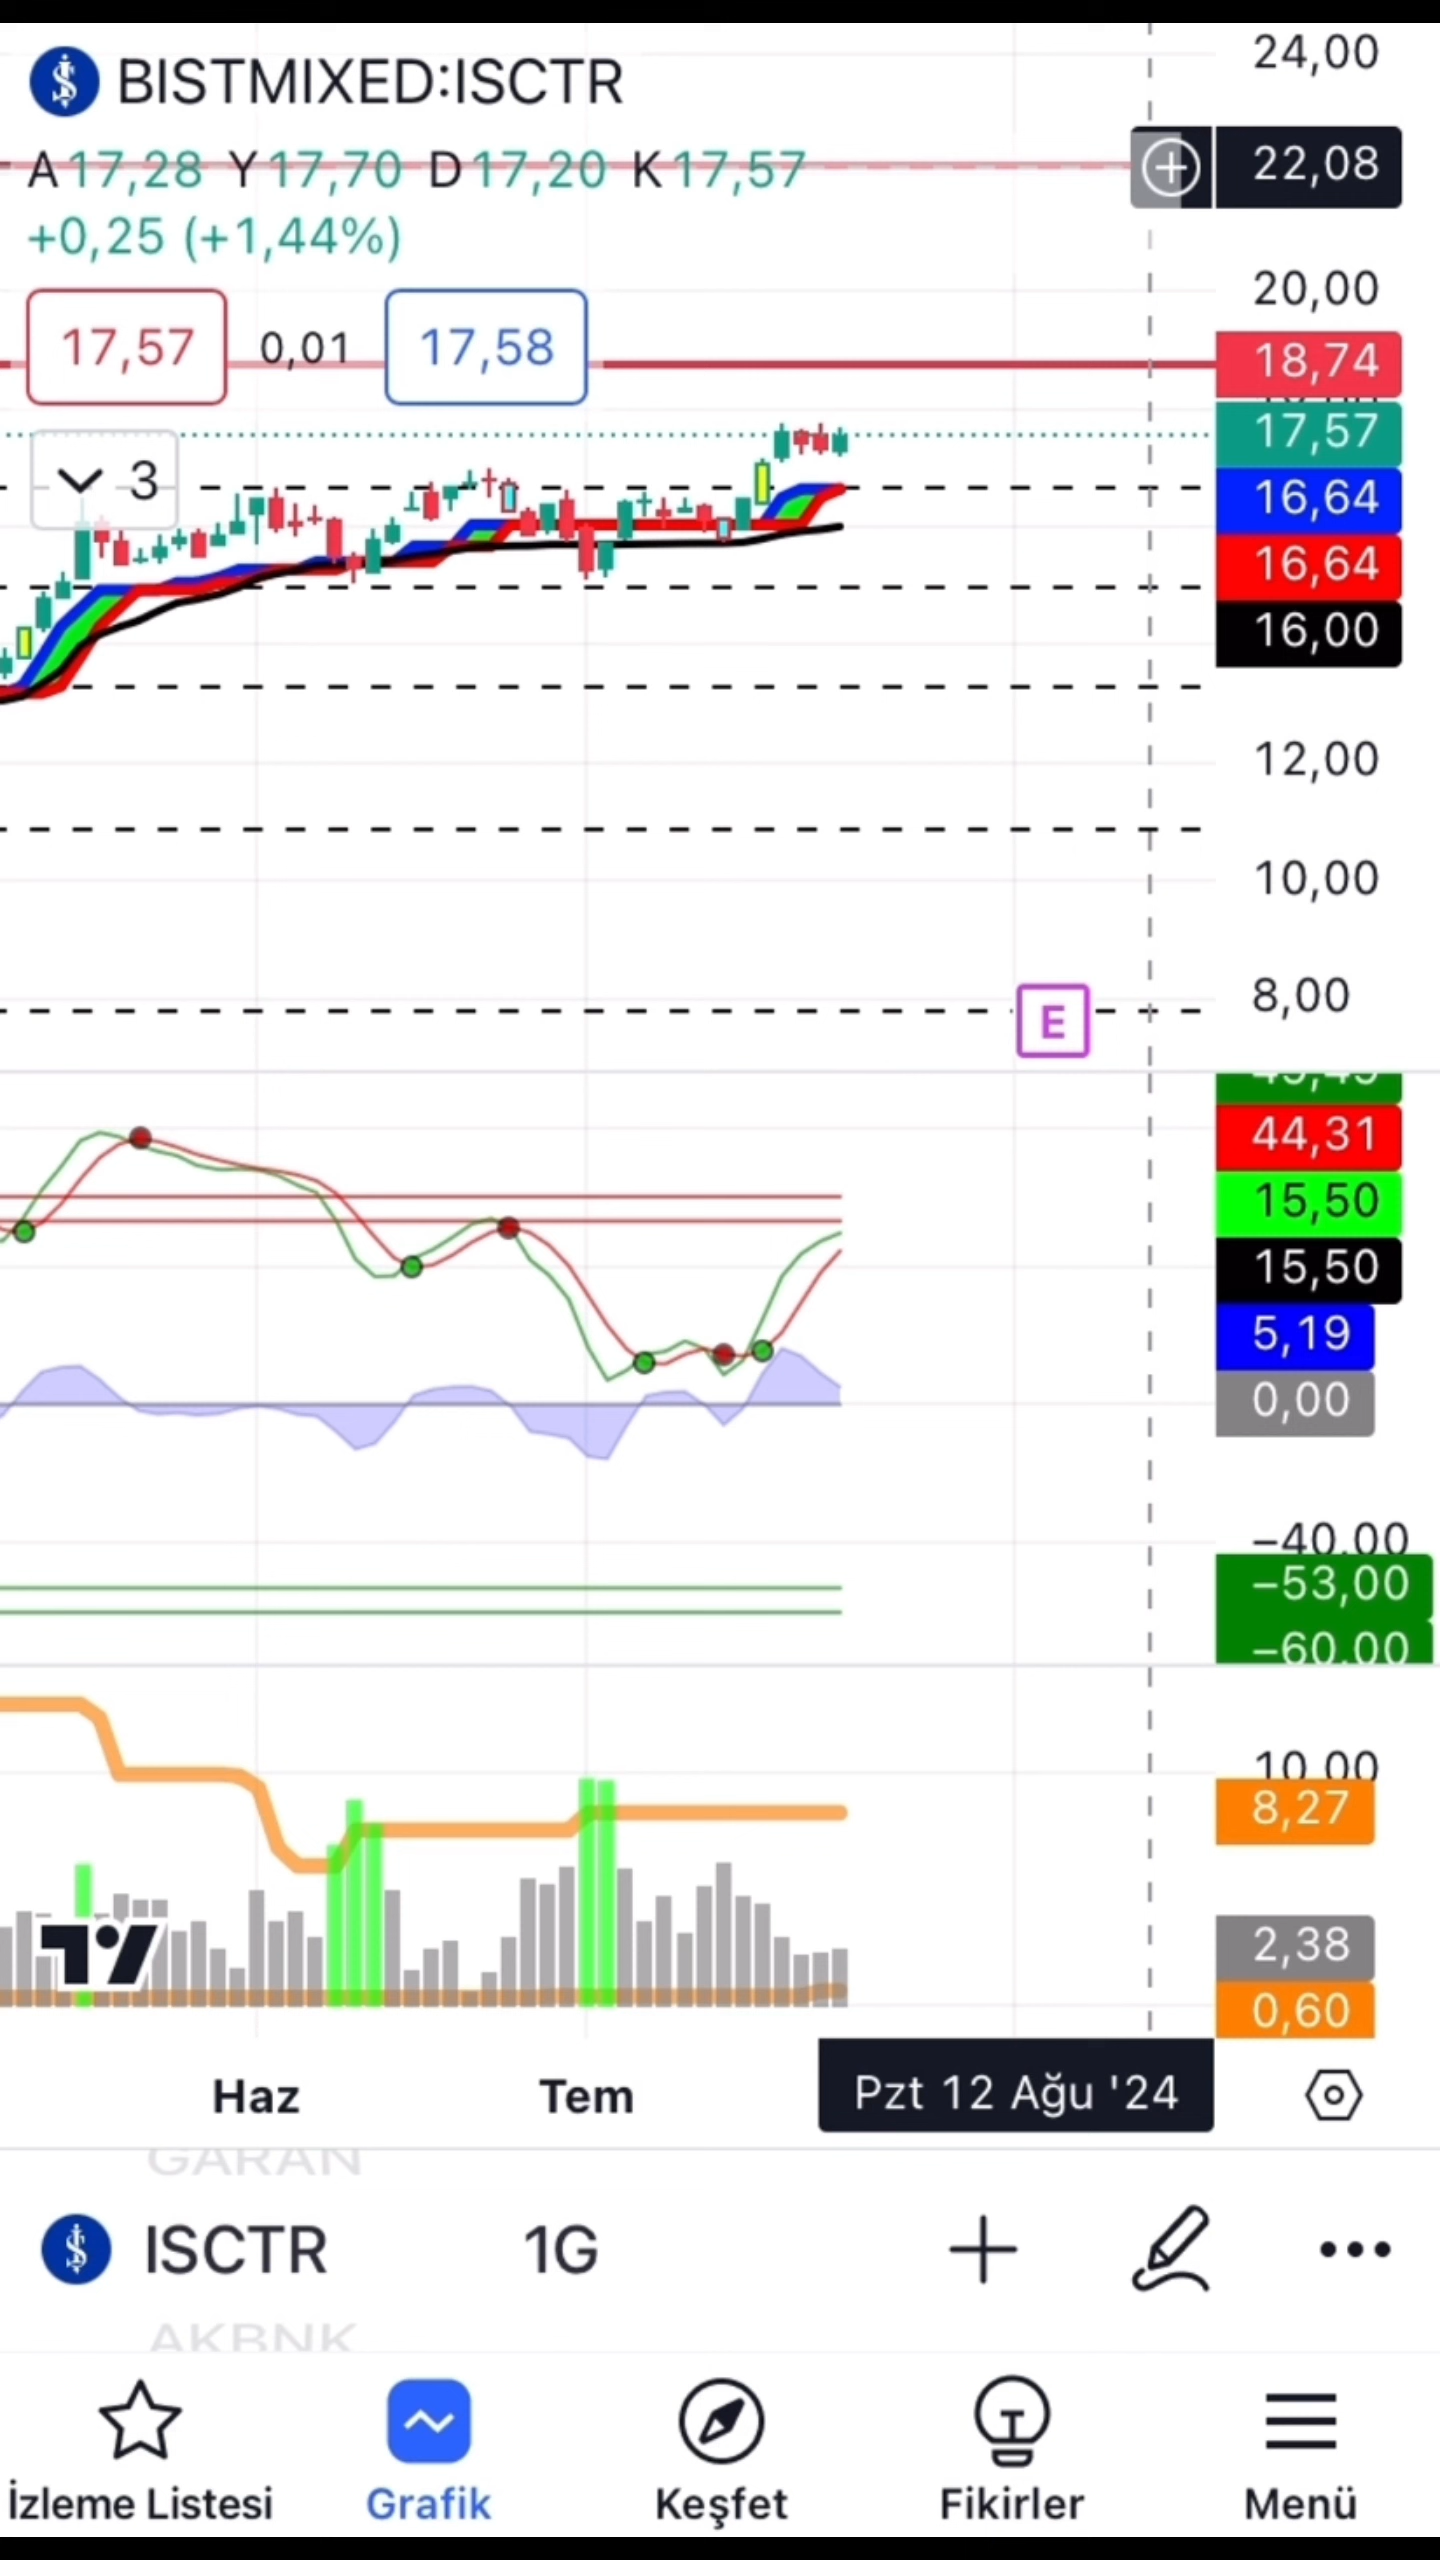 BISTMIXED:ISCTR
A17,28 Y17,70 D17,20 K17,57
+0,25 (+1,44%)
17,57 0,01 17,58
3
24,00
22,08
20,00
18,74
17,57
16,64
16,64
16,00
12,00
10,00
8,00
E
44,31
15,50
15,50
5,19
0,00
−40,00
−53,00
−60,00
10,00
8,27
2,38
0,60
Haz Tem Pzt 12 Ağu '24
GARAN
ISCTR 1G
AKBNK
İzleme Listesi Grafik Keşfet Fikirler Menü